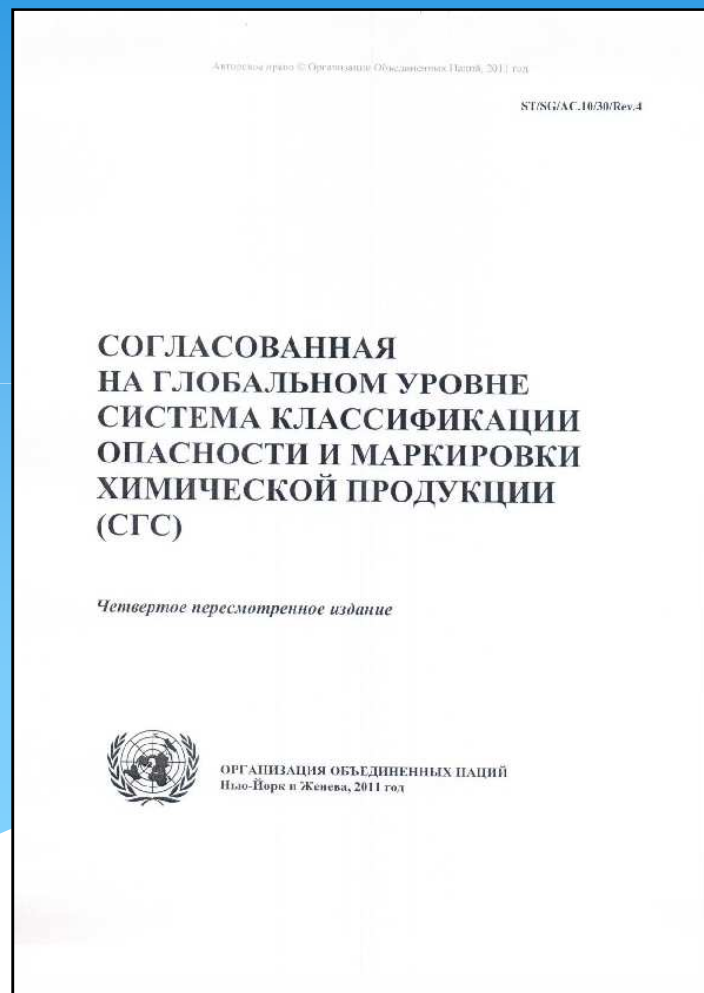 Авторское право © Организация Объединенных Наций, 2011 год
ST/SG/AC.10/30/Rev.4
СОГЛАСОВАННАЯ
НА ГЛОБАЛЬНОМ УРОВНЕ
СИСТЕМА КЛАССИФИКАЦИИ
ОПАСНОСТИ И МАРКИРОВКИ
ХИМИЧЕСКОЙ ПРОДУКЦИИ
(СГС)
Четвертое пересмотренное издание
ОРГАНИЗАЦИЯ ОБЪЕДИНЕННЫХ НАЦИЙ
Нью-Йорк и Женева, 2011 год